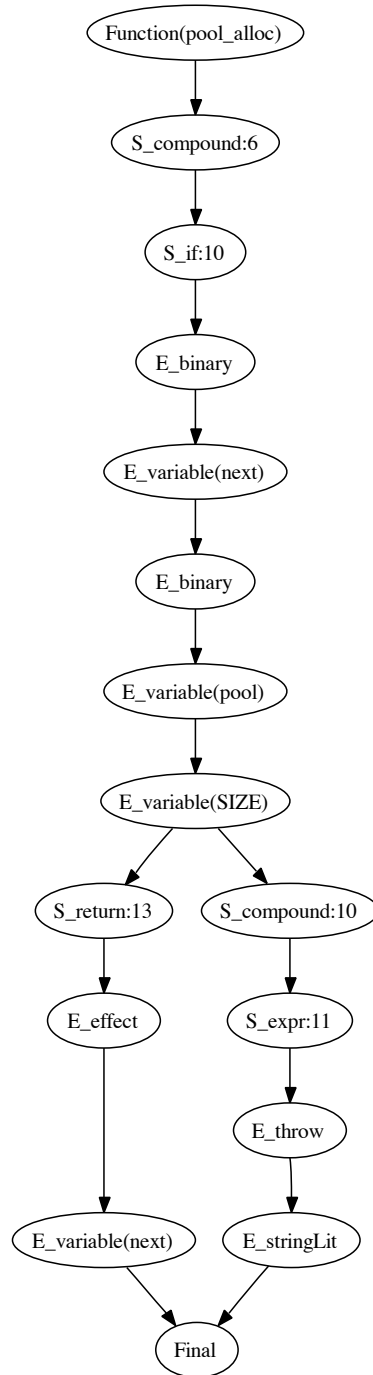 Function(pool_alloc)
S_compound:6
S_if:10
E_binary
E_variable(next)
E_binary
E_variable(pool)
E_variable(SIZE)
S_return:13
S_compound:10
E_effect
S_expr:11
E_throw
E_variable(next)
E_stringLit
Final